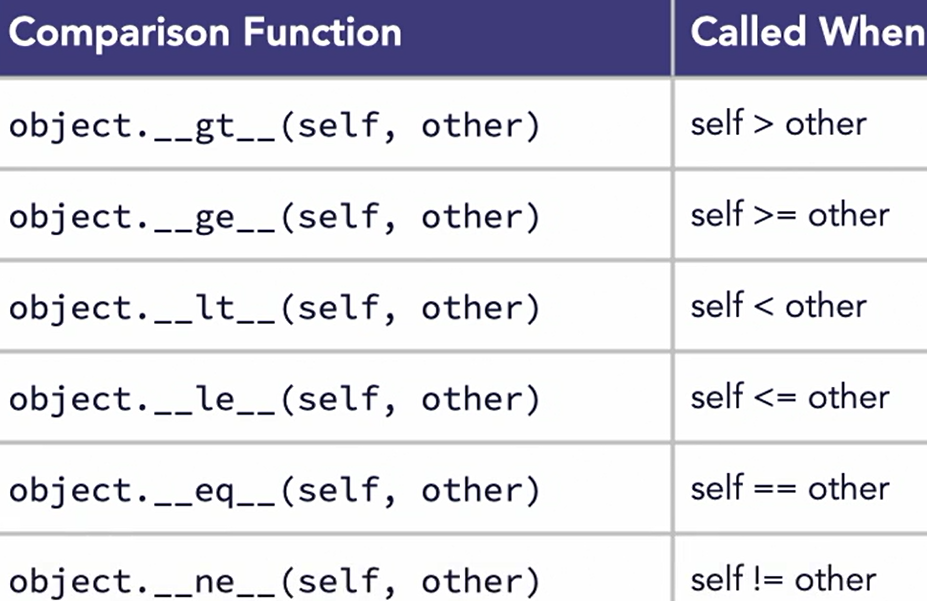 Comparison Function Called When
object.__gt__(self, other) self > other
object.__ge__(self, other) self >= other
object.__lt__(self, other) self < other
object.__le__(self, other) self <= other
object.__eq__(self, other) self == other
object.__ne__(self, other) self != other